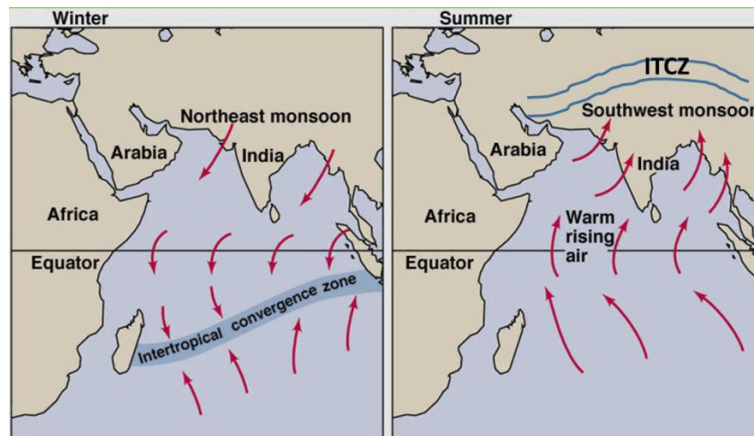 Winter
Northeast monsoon
Arabia
India
Africa
Equator
Intertropical convergence zone
Summer
ITCZ
Southwest monsoon
Arabia
India
Africa
Warm
rising
air
Equator